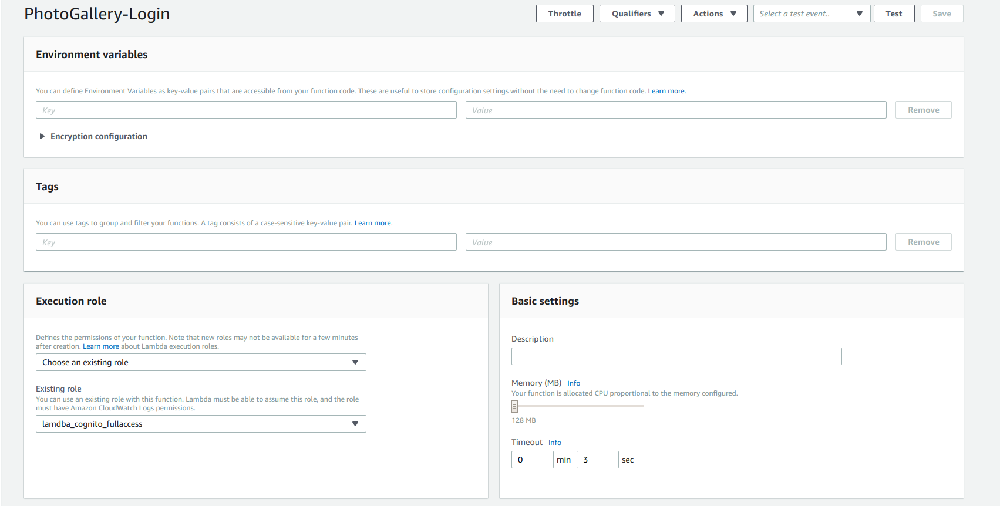 PhotoGallery-Login
Throttle
Qualifiers
Actions
Select a test event..
Test
Save
Environment variables
You can define Environment Variables as key-value pairs that are accessible from your function code. These are useful to store configuration settings without the need to change function code. Learn more.
Key
Value
Remove
Encryption configuration
Tags
You can use tags to group and filter your functions. A tag consists of a case-sensitive key-value pair. Learn more.
Key
Value
Remove
Execution role
Defines the permissions of your function. Note that new roles may not be available for a few minutes
after creation. Learn more about Lambda execution roles.
Choose an existing role
Existing role
You can use an existing role with this function. Lambda must be able to assume this role, and the role
must have Amazon CloudWatch Logs permissions.
lamdba_cognito_fullaccess
Basic settings
Description
Memory (MB) Info
Your function is allocated CPU proportional to the memory configured.
128 MB
Timeout Info
0 min 3 sec